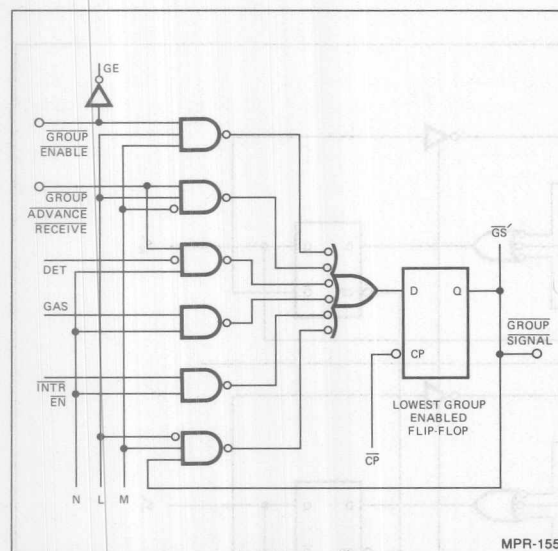 GE
GROUP
ENABLE
GROUP
ADVANCE
RECEIVE
DET
GAS
INTR
EN
N L M
D Q
CP
CP
LOWEST GROUP
ENABLED
FLIP-FLOP
GS′
GROUP
SIGNAL
MPR-155